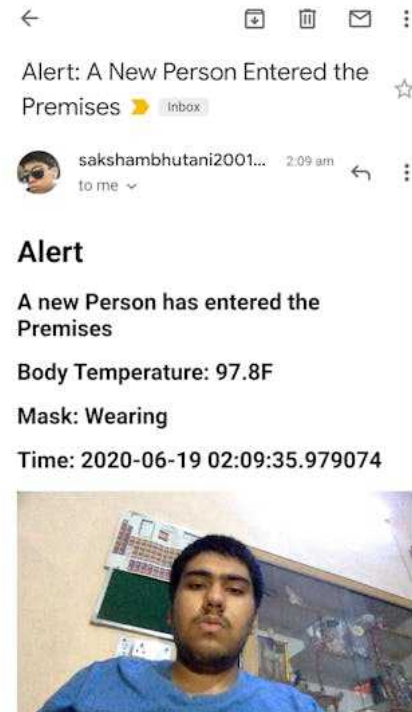 Alert: A New Person Entered the
Premises Inbox
sakshambhutani2001... 2:09 am
to me
Alert
A new Person has entered the
Premises
Body Temperature: 97.8F
Mask: Wearing
Time: 2020-06-19 02:09:35.979074